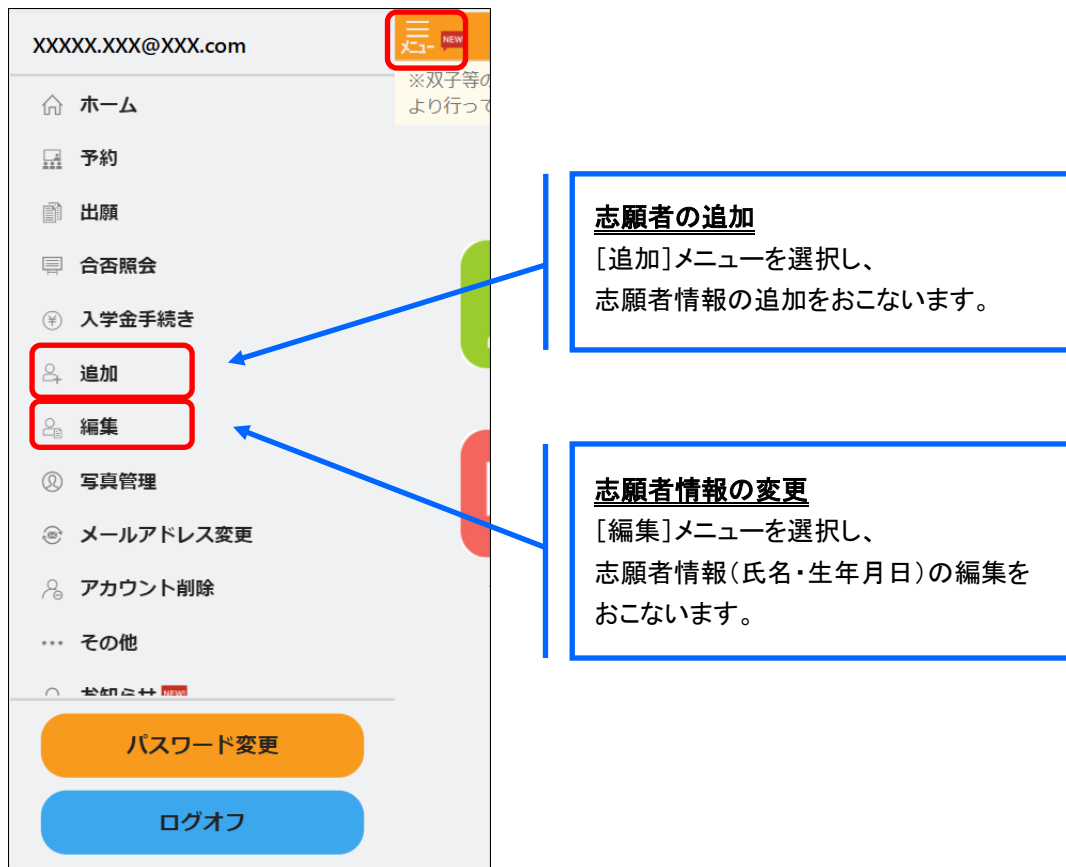 XXXXX.XXX@XXX.com
メニュー NEW
※双子等の
より行って
ホーム
予約
出願
合否照会
入学金手続き
追加
編集
写真管理
メールアドレス変更
アカウント削除
その他
お知らせ NEW!
パスワード変更
ログオフ
志願者の追加
［追加］メニューを選択し、
志願者情報の追加をおこないます。
志願者情報の変更
［編集］メニューを選択し、
志願者情報（氏名・生年月日）の編集を
おこないます。